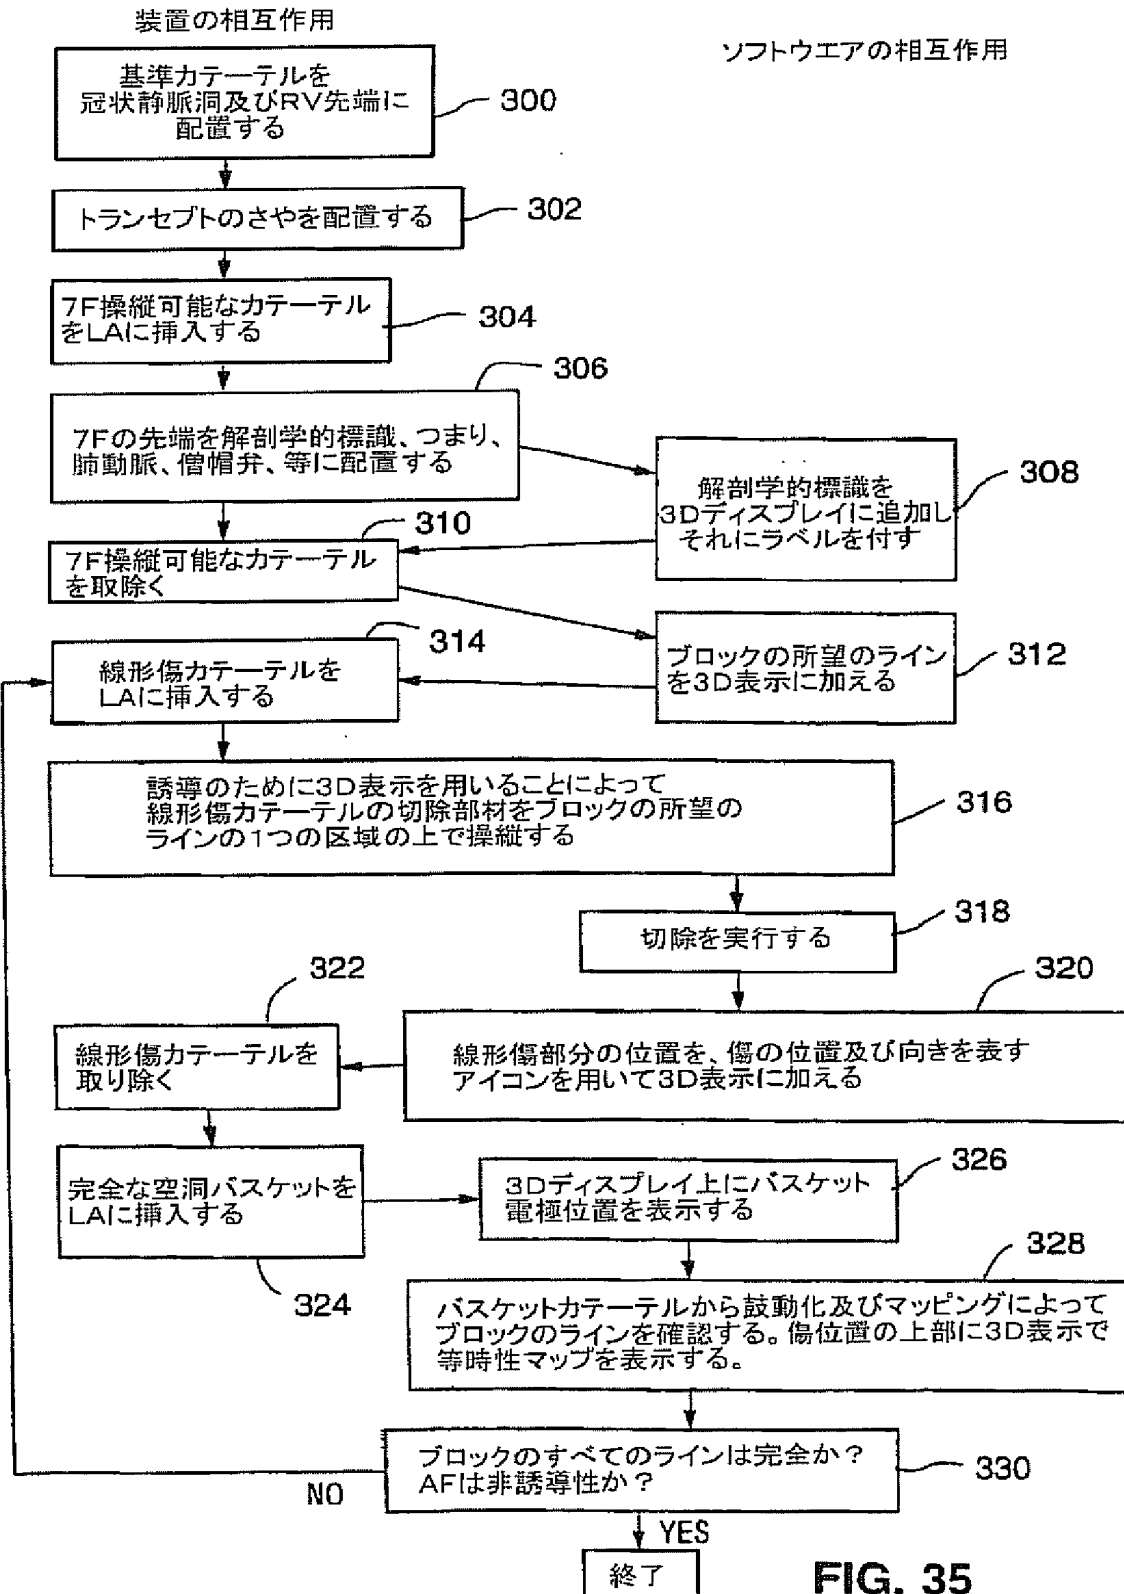 装置の相互作用
ソフトウエアの相互作用
基準カテーテルを
冠状静脈洞及びRV先端に
配置する
300
トランセプトのさやを配置する
302
7F操縦可能なカテーテル
をLAに挿入する
304
306
7Fの先端を解剖学的標識、つまり、
肺動脈、僧帽弁、等に配置する
解剖学的標識を
3Dディスプレイに追加し
それにラベルを付す
308
310
7F操縦可能なカテーテル
を取除く
314
線形傷カテーテルを
LAに挿入する
ブロックの所望のライン
を3D表示に加える
312
誘導のために3D表示を用いることによって
線形傷カテーテルの切除部材をブロックの所望の
ラインの1つの区域の上で操縦する
316
切除を実行する
318
322
320
線形傷カテーテルを
取り除く
線形傷部分の位置を、傷の位置及び向きを表す
アイコンを用いて3D表示に加える
完全な空洞バスケットを
LAに挿入する
324
3Dディスプレイ上にバスケット
電極位置を表示する
326
328
バスケットカテーテルから鼓動化及びマッピングによって
ブロックのラインを確認する。傷位置の上部に3D表示で
等時性マップを表示する。
ブロックのすべてのラインは完全か?
AFは非誘導性か?
330
NO
YES
終了
FIG. 35